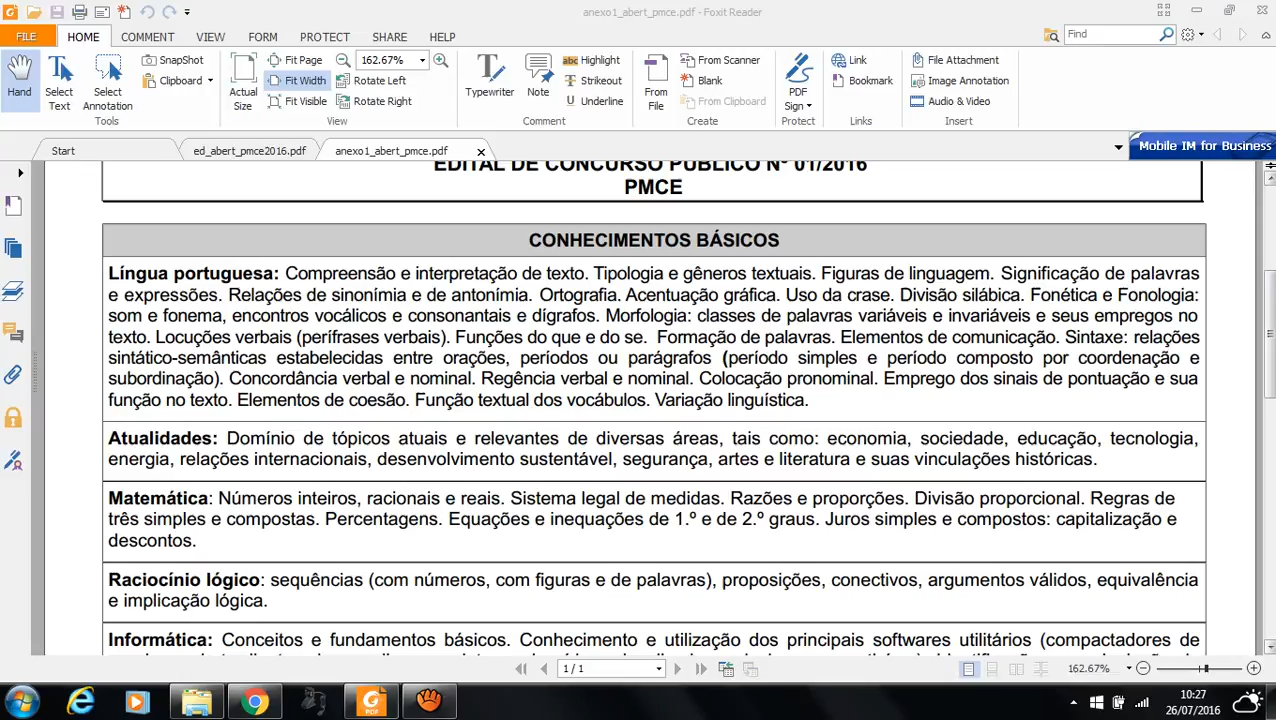 anexo1_abert_pmce.pdf - Foxit Reader
FILE HOME COMMENT VIEW FORM PROTECT SHARE HELP
Find
Hand
Select Text
Select Annotation
SnapShot
Clipboard
Tools
Actual Size
Fit Page
Fit Width
Fit Visible
162.67%
Rotate Left
Rotate Right
View
Typewriter
Note
Highlight
Strikeout
Underline
Comment
From File
From Scanner
Blank
From Clipboard
Create
PDF Sign
Protect
Link
Bookmark
Links
File Attachment
Image Annotation
Audio & Video
Insert
Start
ed_abert_pmce2016.pdf
anexo1_abert_pmce.pdf
Mobile IM for Business
EDITAL DE CONCURSO PÚBLICO Nº 01/2016
PMCE
CONHECIMENTOS BÁSICOS
Língua portuguesa: Compreensão e interpretação de texto. Tipologia e gêneros textuais. Figuras de linguagem. Significação de palavras
e expressões. Relações de sinonímia e de antonímia. Ortografia. Acentuação gráfica. Uso da crase. Divisão silábica. Fonética e Fonologia:
som e fonema, encontros vocálicos e consonantais e dígrafos. Morfologia: classes de palavras variáveis e invariáveis e seus empregos no
texto. Locuções verbais (perífrases verbais). Funções do que e do se. Formação de palavras. Elementos de comunicação. Sintaxe: relações
sintático-semânticas estabelecidas entre orações, períodos ou parágrafos (período simples e período composto por coordenação e
subordinação). Concordância verbal e nominal. Regência verbal e nominal. Colocação pronominal. Emprego dos sinais de pontuação e sua
função no texto. Elementos de coesão. Função textual dos vocábulos. Variação linguística.
Atualidades: Domínio de tópicos atuais e relevantes de diversas áreas, tais como: economia, sociedade, educação, tecnologia,
energia, relações internacionais, desenvolvimento sustentável, segurança, artes e literatura e suas vinculações históricas.
Matemática: Números inteiros, racionais e reais. Sistema legal de medidas. Razões e proporções. Divisão proporcional. Regras de
três simples e compostas. Percentagens. Equações e inequações de 1.º e de 2.º graus. Juros simples e compostos: capitalização e
descontos.
Raciocínio lógico: sequências (com números, com figuras e de palavras), proposições, conectivos, argumentos válidos, equivalência
e implicação lógica.
Informática: Conceitos e fundamentos básicos. Conhecimento e utilização dos principais softwares utilitários (compactadores de
1 / 1
162.67%
10:27
26/07/2016